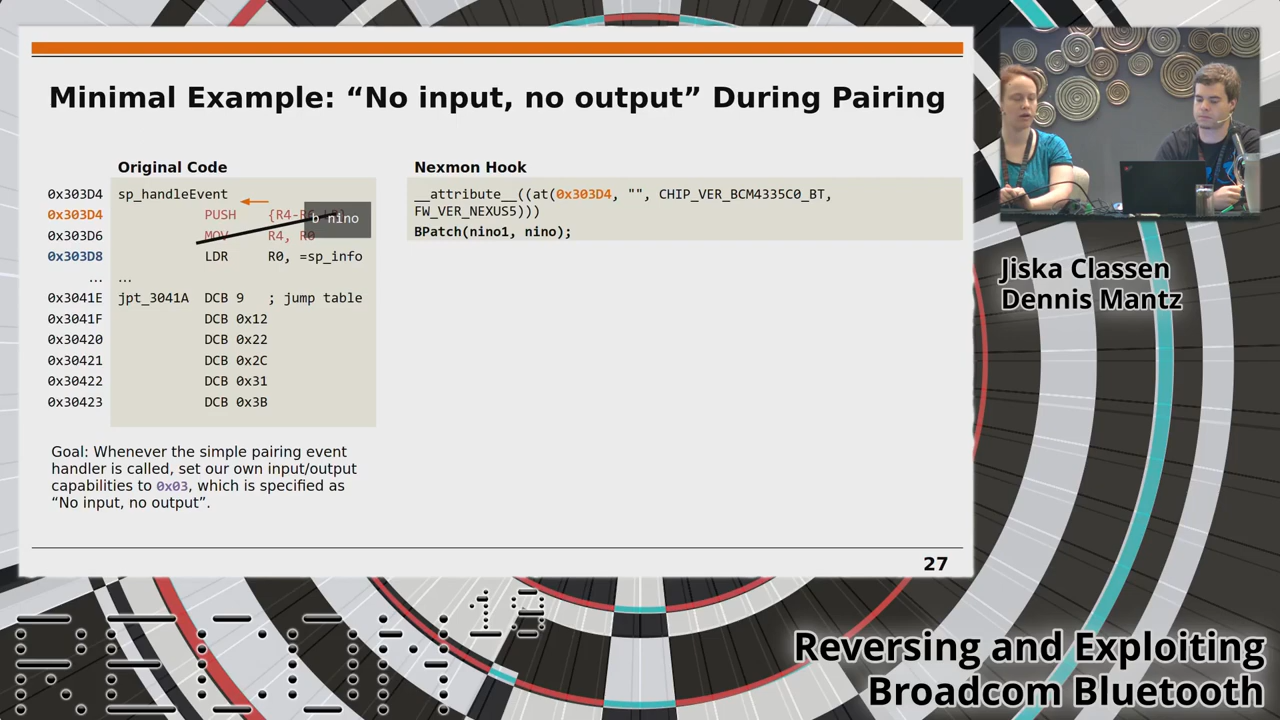 Minimal Example: “No input, no output” During Pairing
Original Code
0x303D4 sp_handleEvent
0x303D4 PUSH
0x303D6 MOV R4, R0
b nino
0x303D8 LDR R0, =sp_info
… …
0x3041E jpt_3041A DCB 9 ; jump table
0x3041F DCB 0x12
0x30420 DCB 0x22
0x30421 DCB 0x2C
0x30422 DCB 0x31
0x30423 DCB 0x3B
Goal: Whenever the simple pairing event
handler is called, set our own input/output
capabilities to 0x03, which is specified as
“No input, no output”.
Nexmon Hook
__attribute__((at(0x303D4, "", CHIP_VER_BCM4335C0_BT,
FW_VER_NEXUS5)))
BPatch(nino1, nino);
27
Jiska Classen
Dennis Mantz
RECON 18
Reversing and Exploiting
Broadcom Bluetooth